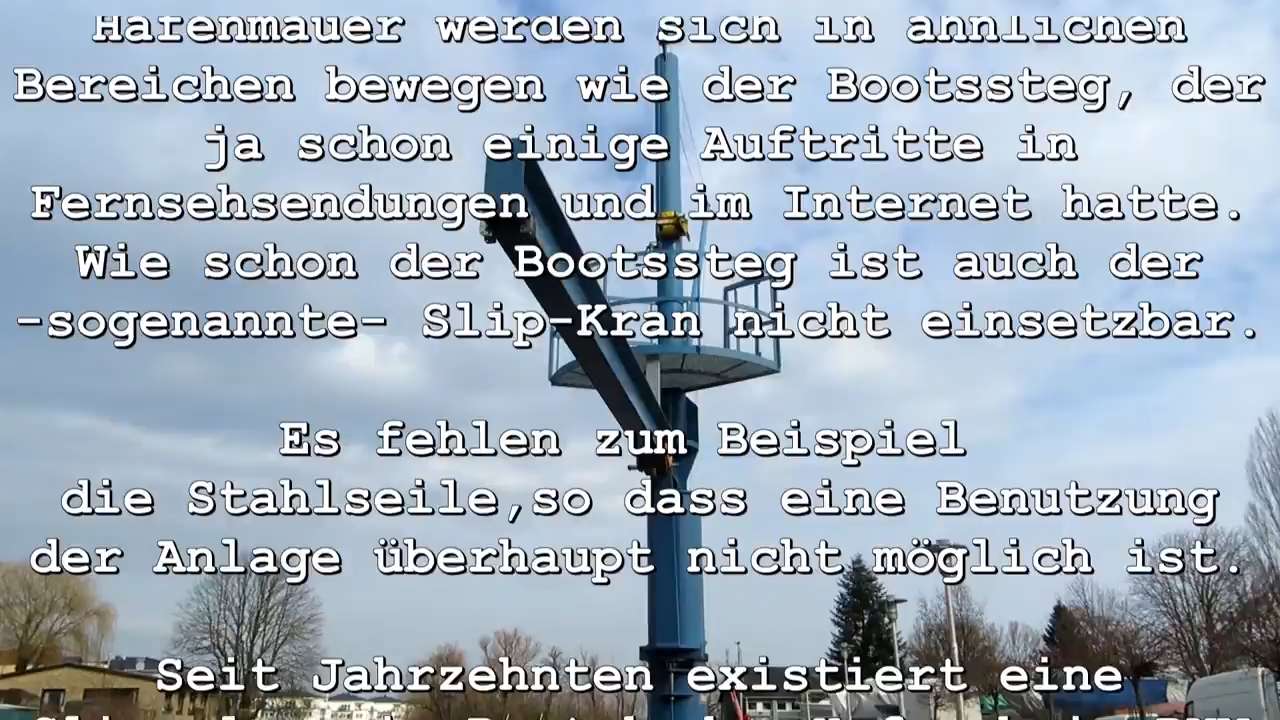 Hafenmauer werden sich in ähnlichen
Bereichen bewegen wie der Bootssteg, der
ja schon einige Auftritte in
Fernsehsendungen und im Internet hatte.
Wie schon der Bootssteg ist auch der
-sogenannte- Slip-Kran nicht einsetzbar.
Es fehlen zum Beispiel
die Stahlseile,so dass eine Benutzung
der Anlage überhaupt nicht möglich ist.
Seit Jahrzehnten existiert eine